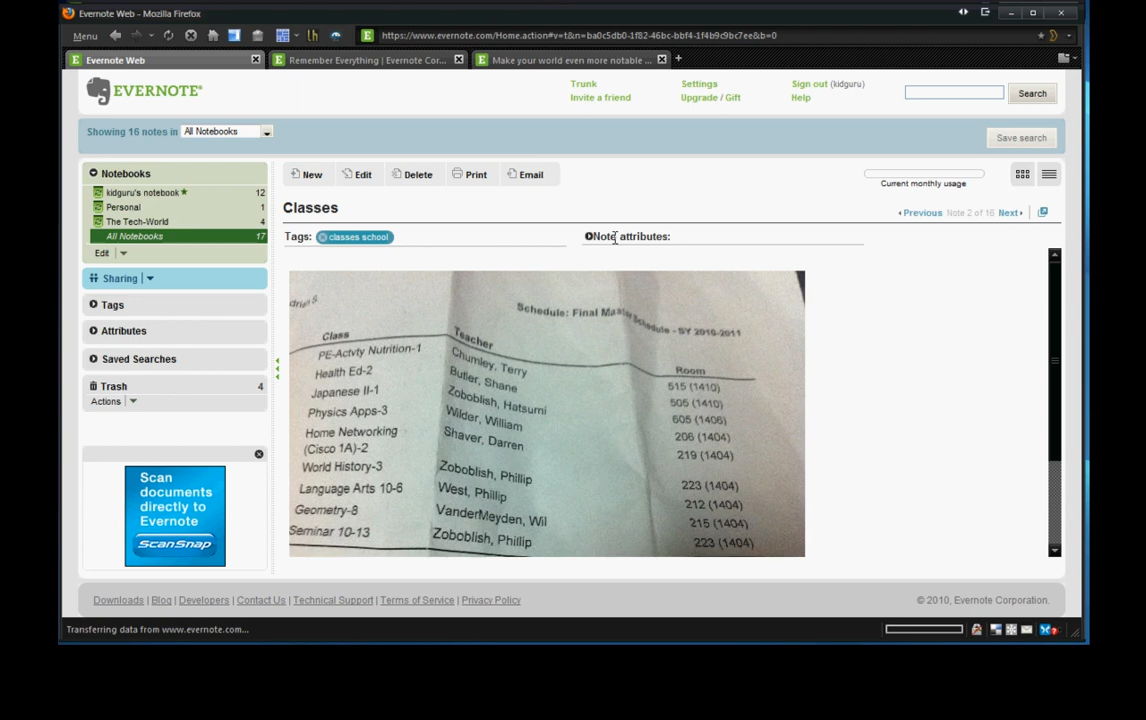 Evernote Web - Mozilla Firefox
Menu https://www.evernote.com/Home.action#v=t&n=ba0c5db0-1f82-46bc-bbf1-1f4b9c9bc7ee&b=0
Evernote Web Remember Everything | Evernote Cor... Make your world even more notable ...
EVERNOTE
Trunk Settings Sign out (kidguru)
Invite a friend Upgrade / Gift Help
Search
Showing 16 notes in All Notebooks
Save search
Notebooks
kidguru's notebook 12
Personal 1
The Tech-World 4
All Notebooks 17
Edit
Sharing
Tags
Attributes
Saved Searches
Trash 4
Actions
Scan
documents
directly to
Evernote
ScanSnap
New Edit Delete Print Email
Current monthly usage
Classes
Previous Note 2 of 16 Next
Tags: classes school
Note attributes:
Schedule: Final Master Schedule - SY 2010-2011
Class Teacher Room
PE-Actvty Nutrition-1 Chumley, Terry 515 (1410)
Health Ed-2 Butler, Shane 505 (1410)
Japanese II-1 Zoboblish, Hatsumi 605 (1406)
Physics Apps-3 Wilder, William 206 (1404)
Home Networking Shaver, Darren 219 (1404)
(Cisco 1A)-2
World History-3 Zoboblish, Phillip 223 (1404)
Language Arts 10-6 West, Phillip 212 (1404)
Geometry-8 VanderMeyden, Wil 215 (1404)
Seminar 10-13 Zoboblish, Phillip 223 (1404)
Downloads | Blog | Developers | Contact Us | Technical Support | Terms of Service | Privacy Policy
© 2010, Evernote Corporation.
Transferring data from www.evernote.com...